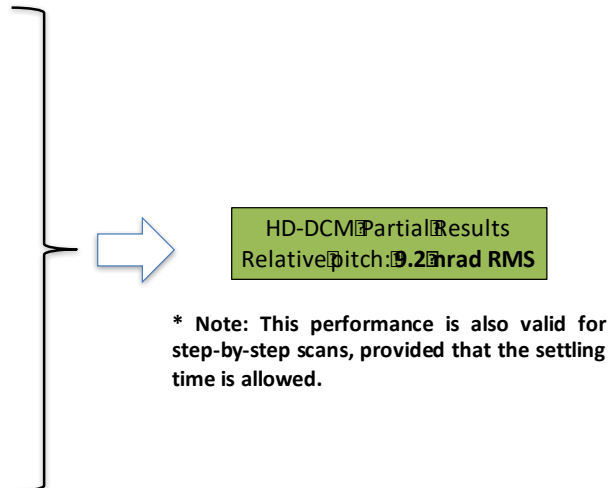 HD-DCM Partial Results
Relative pitch: 9.2 nrad RMS
* Note: This performance is also valid for
step-by-step scans, provided that the settling
time is allowed.